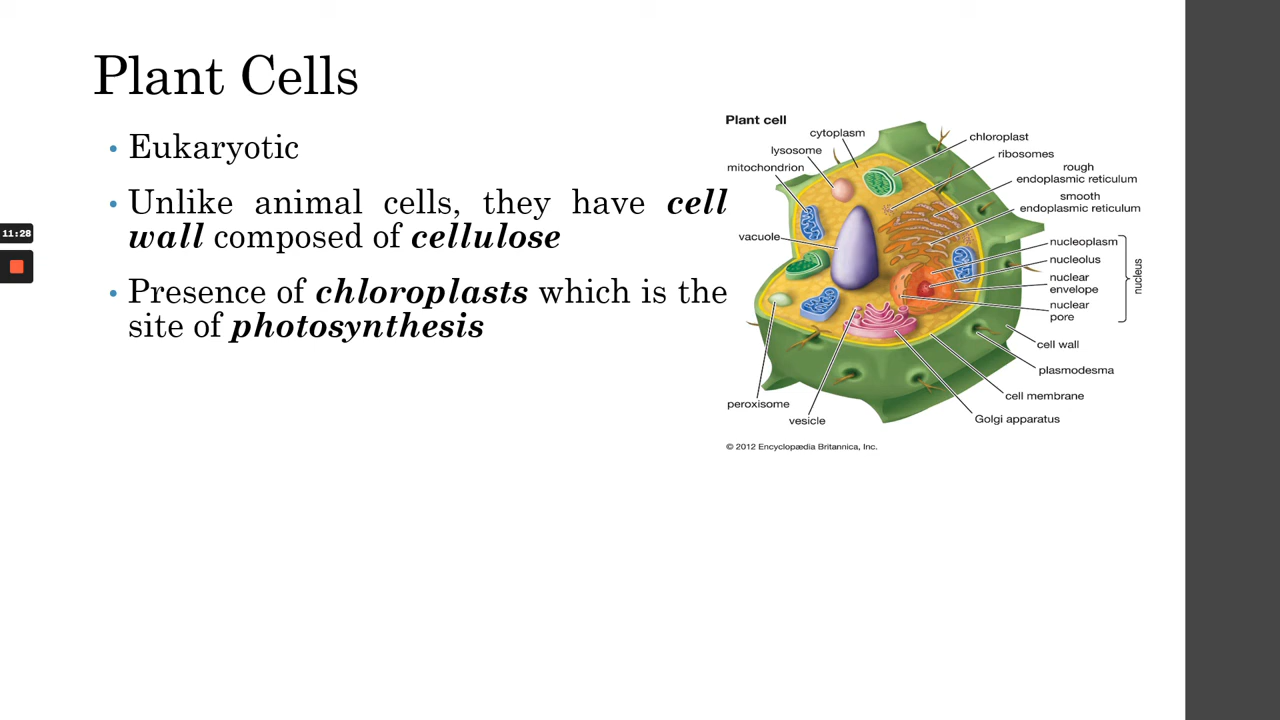 Plant Cells
• Eukaryotic
• Unlike animal cells, they have cell
wall composed of cellulose
• Presence of chloroplasts which is the
site of photosynthesis
11:28
Plant cell
cytoplasm
lysosome
mitochondrion
vacuole
peroxisome
vesicle
chloroplast
ribosomes
rough
endoplasmic reticulum
smooth
endoplasmic reticulum
nucleoplasm
nucleolus
nuclear
envelope
nuclear
pore
nucleus
cell wall
plasmodesma
cell membrane
Golgi apparatus
© 2012 Encyclopædia Britannica, Inc.